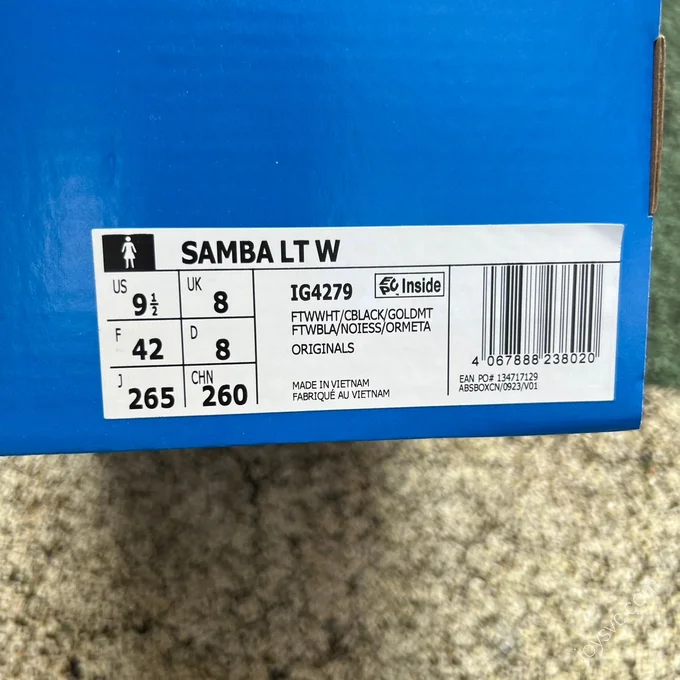 SAMBA LT W
US 9½ UK 8
F 42 D 8
J 265 CHN 260
IG4279 Inside
FTWWHT/CBLACK/GOLDMT
FTWBLA/NOIESS/ORMETA
ORIGINALS
MADE IN VIETNAM
FABRIQUÉ AU VIETNAM
4 067888 238020
EAN PO# 134717129
ABSBOXCN/0923/V01